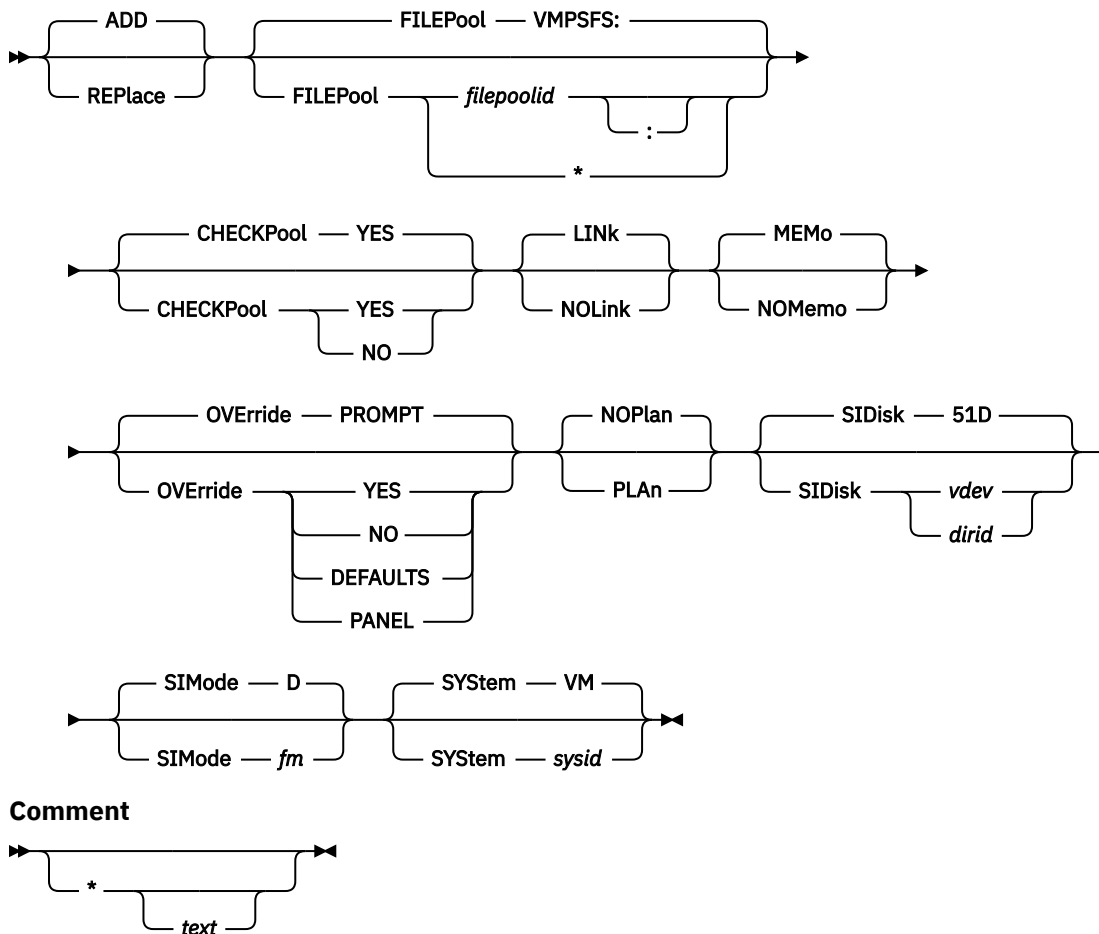 ADD FILEPool VMPSFS:
REPlace FILEPool filepoolid
:
*
CHECKPool YES LINk MEMo
CHECKPool YES NOLink NOMemo
NO
OVErride PROMPT NOPlan SIDisk 51D
OVErride YES PLAn SIDisk vdev
NO dirid
DEFAULTS
PANEL
SIMode D SYStem VM
SIMode fm SYStem sysid
Comment
*
text